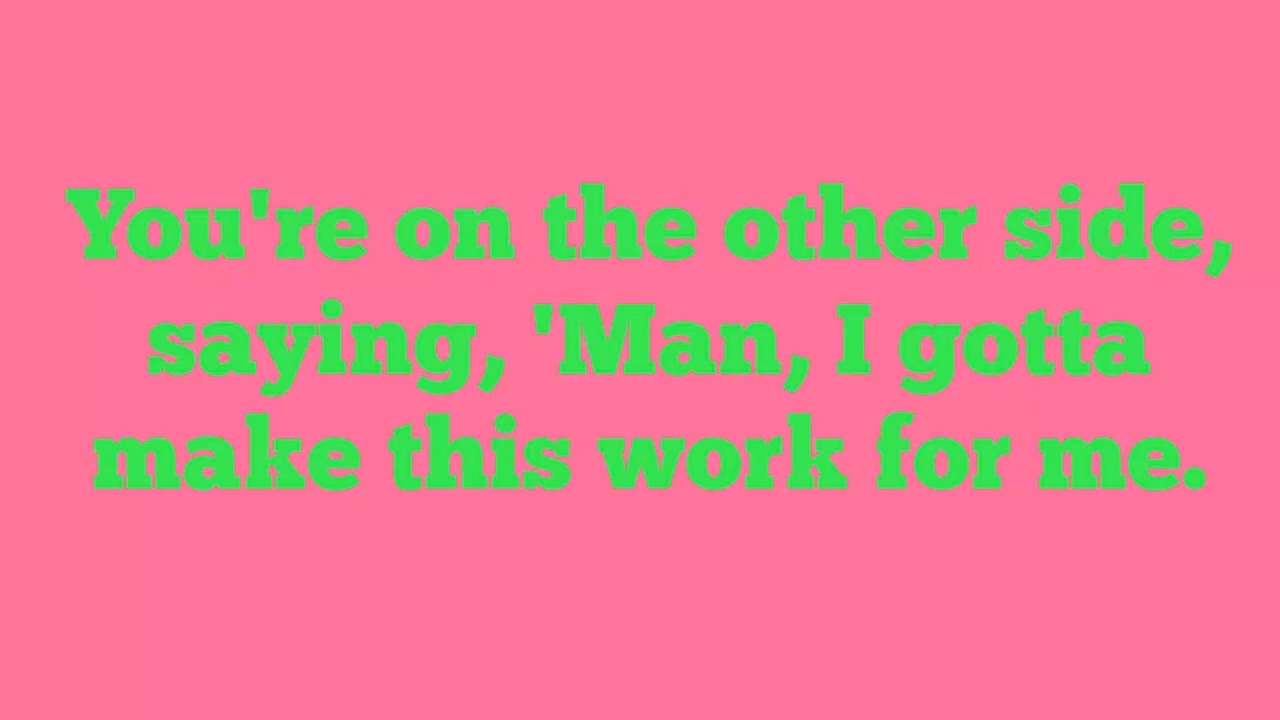 You're on the other side,
saying, 'Man, I gotta
make this work for me.